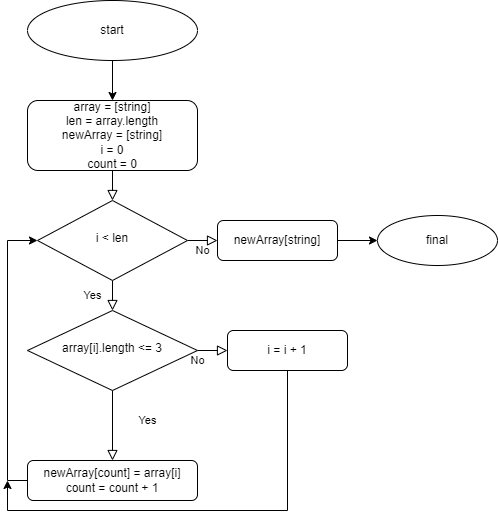 start
array = [string]
len = array.length
newArray = [string]
i = 0
count = 0
i < len
No
newArray[string]
final
Yes
array[i].length <= 3
No
i = i + 1
Yes
newArray[count] = array[i]
count = count + 1